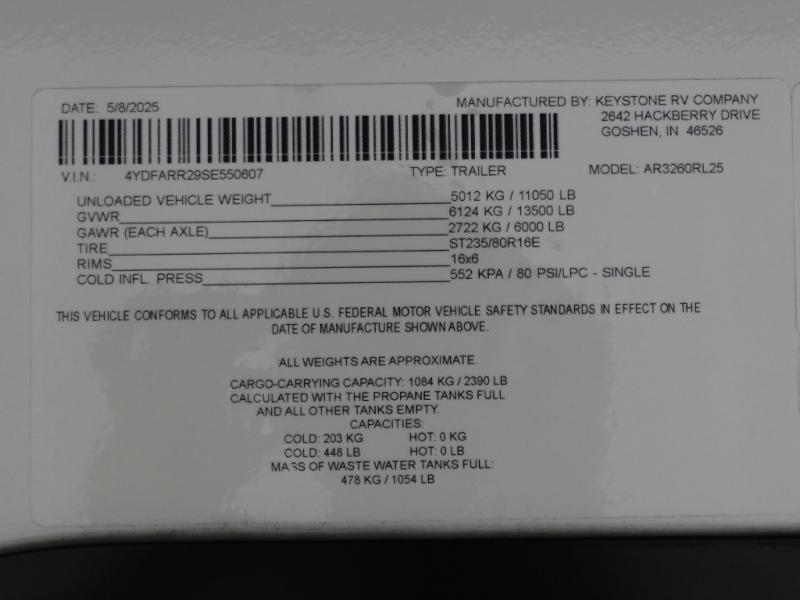 DATE: 5/8/2025
MANUFACTURED BY: KEYSTONE RV COMPANY
2642 HACKBERRY DRIVE
GOSHEN, IN 46526
V.I.N.: 4YDFARR29SE550607 TYPE: TRAILER MODEL: AR3260RL25
UNLOADED VEHICLE WEIGHT 5012 KG / 11050 LB
GVWR 6124 KG / 13500 LB
GAWR (EACH AXLE) 2722 KG / 6000 LB
TIRE ST235/80R16E
RIMS 16x6
COLD INFL. PRESS 552 KPA / 80 PSI/LPC - SINGLE
THIS VEHICLE CONFORMS TO ALL APPLICABLE U.S. FEDERAL MOTOR VEHICLE SAFETY STANDARDS IN EFFECT ON THE
DATE OF MANUFACTURE SHOWN ABOVE.
ALL WEIGHTS ARE APPROXIMATE.
CARGO-CARRYING CAPACITY: 1084 KG / 2390 LB
CALCULATED WITH THE PROPANE TANKS FULL
AND ALL OTHER TANKS EMPTY.
CAPACITIES:
COLD: 203 KG HOT: 0 KG
COLD: 448 LB HOT: 0 LB
MASS OF WASTE WATER TANKS FULL:
478 KG / 1054 LB